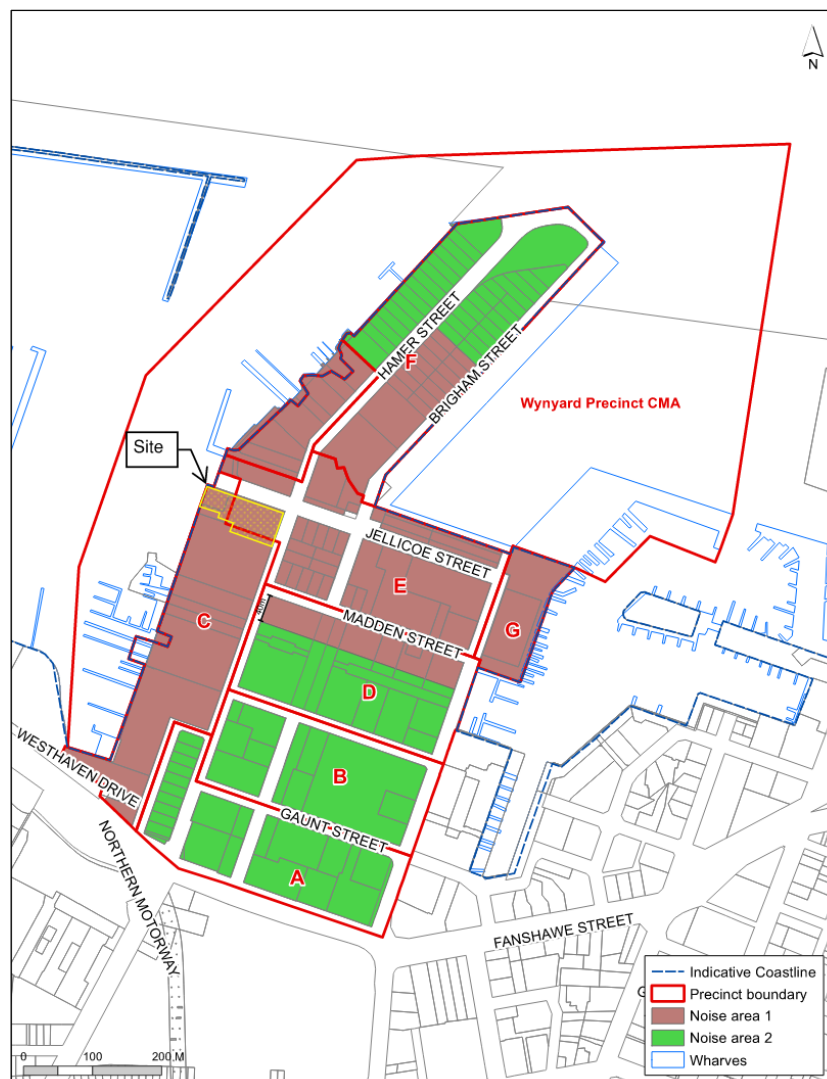 N
HAMER STREET
F
BRIGHAM STREET
Wynyard Precinct CMA
Site
JELLICOE STREET
E
C
MADDEN STREET
G
40m
D
WESTHAVEN DRIVE
B
GAUNT STREET
NORTHERN MOTORWAY
A
FANSHAWE STREET
G
Indicative Coastline
Precinct boundary
Noise area 1
Noise area 2
Wharves
0 100 200 M